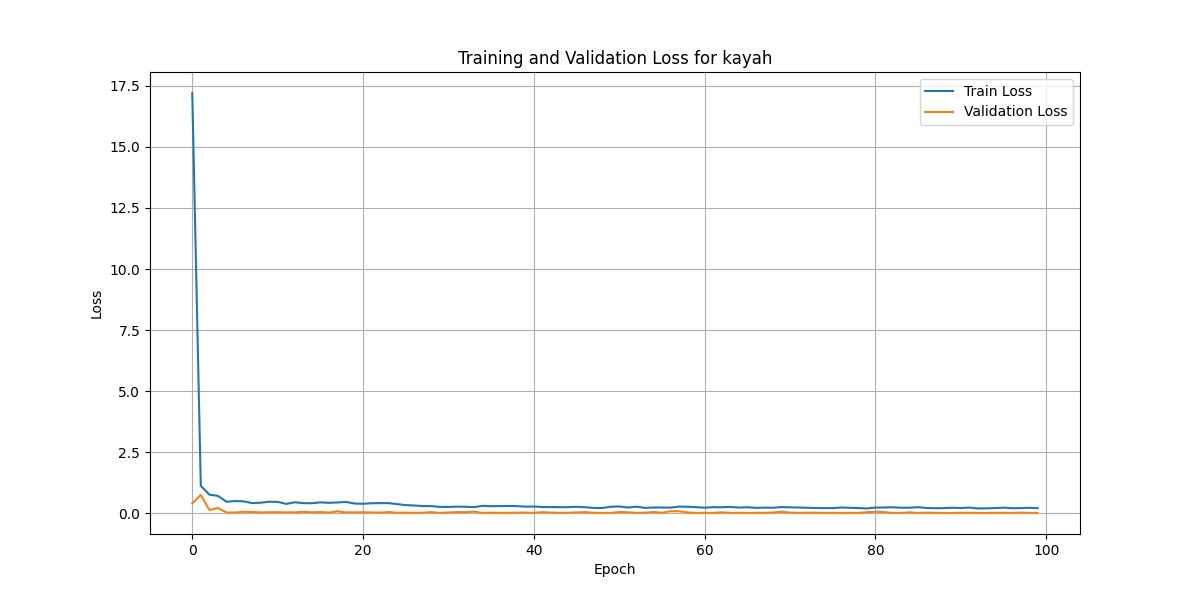 Training and Validation Loss for kayah
Train Loss
Validation Loss
Loss
17.5
15.0
12.5
10.0
7.5
5.0
2.5
0.0
0 20 40 60 80 100
Epoch